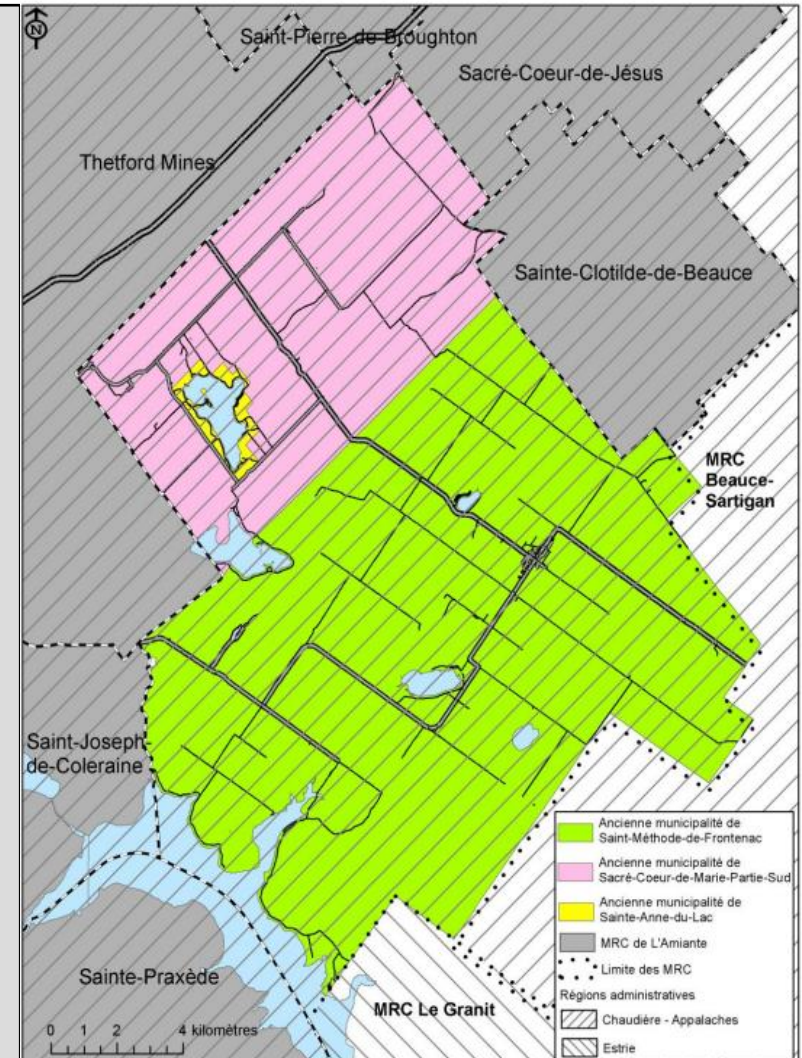 N
Saint-Pierre-de-Broughton
Sacré-Coeur-de-Jésus
Thetford Mines
Sainte-Clotilde-de-Beauce
MRC
Beauce-
Sartigan
Saint-Joseph-
de-Coleraine
Sainte-Praxède
MRC Le Granit
0 1 2 4 kilomètres
Ancienne municipalité de
Saint-Méthode-de-Frontenac
Ancienne municipalité de
Sacré-Coeur-de-Marie-Partie-Sud
Ancienne municipalité de
Sainte-Anne-du-Lac
MRC de L'Amiante
Limite des MRC
Régions administratives
Chaudière - Appalaches
Estrie